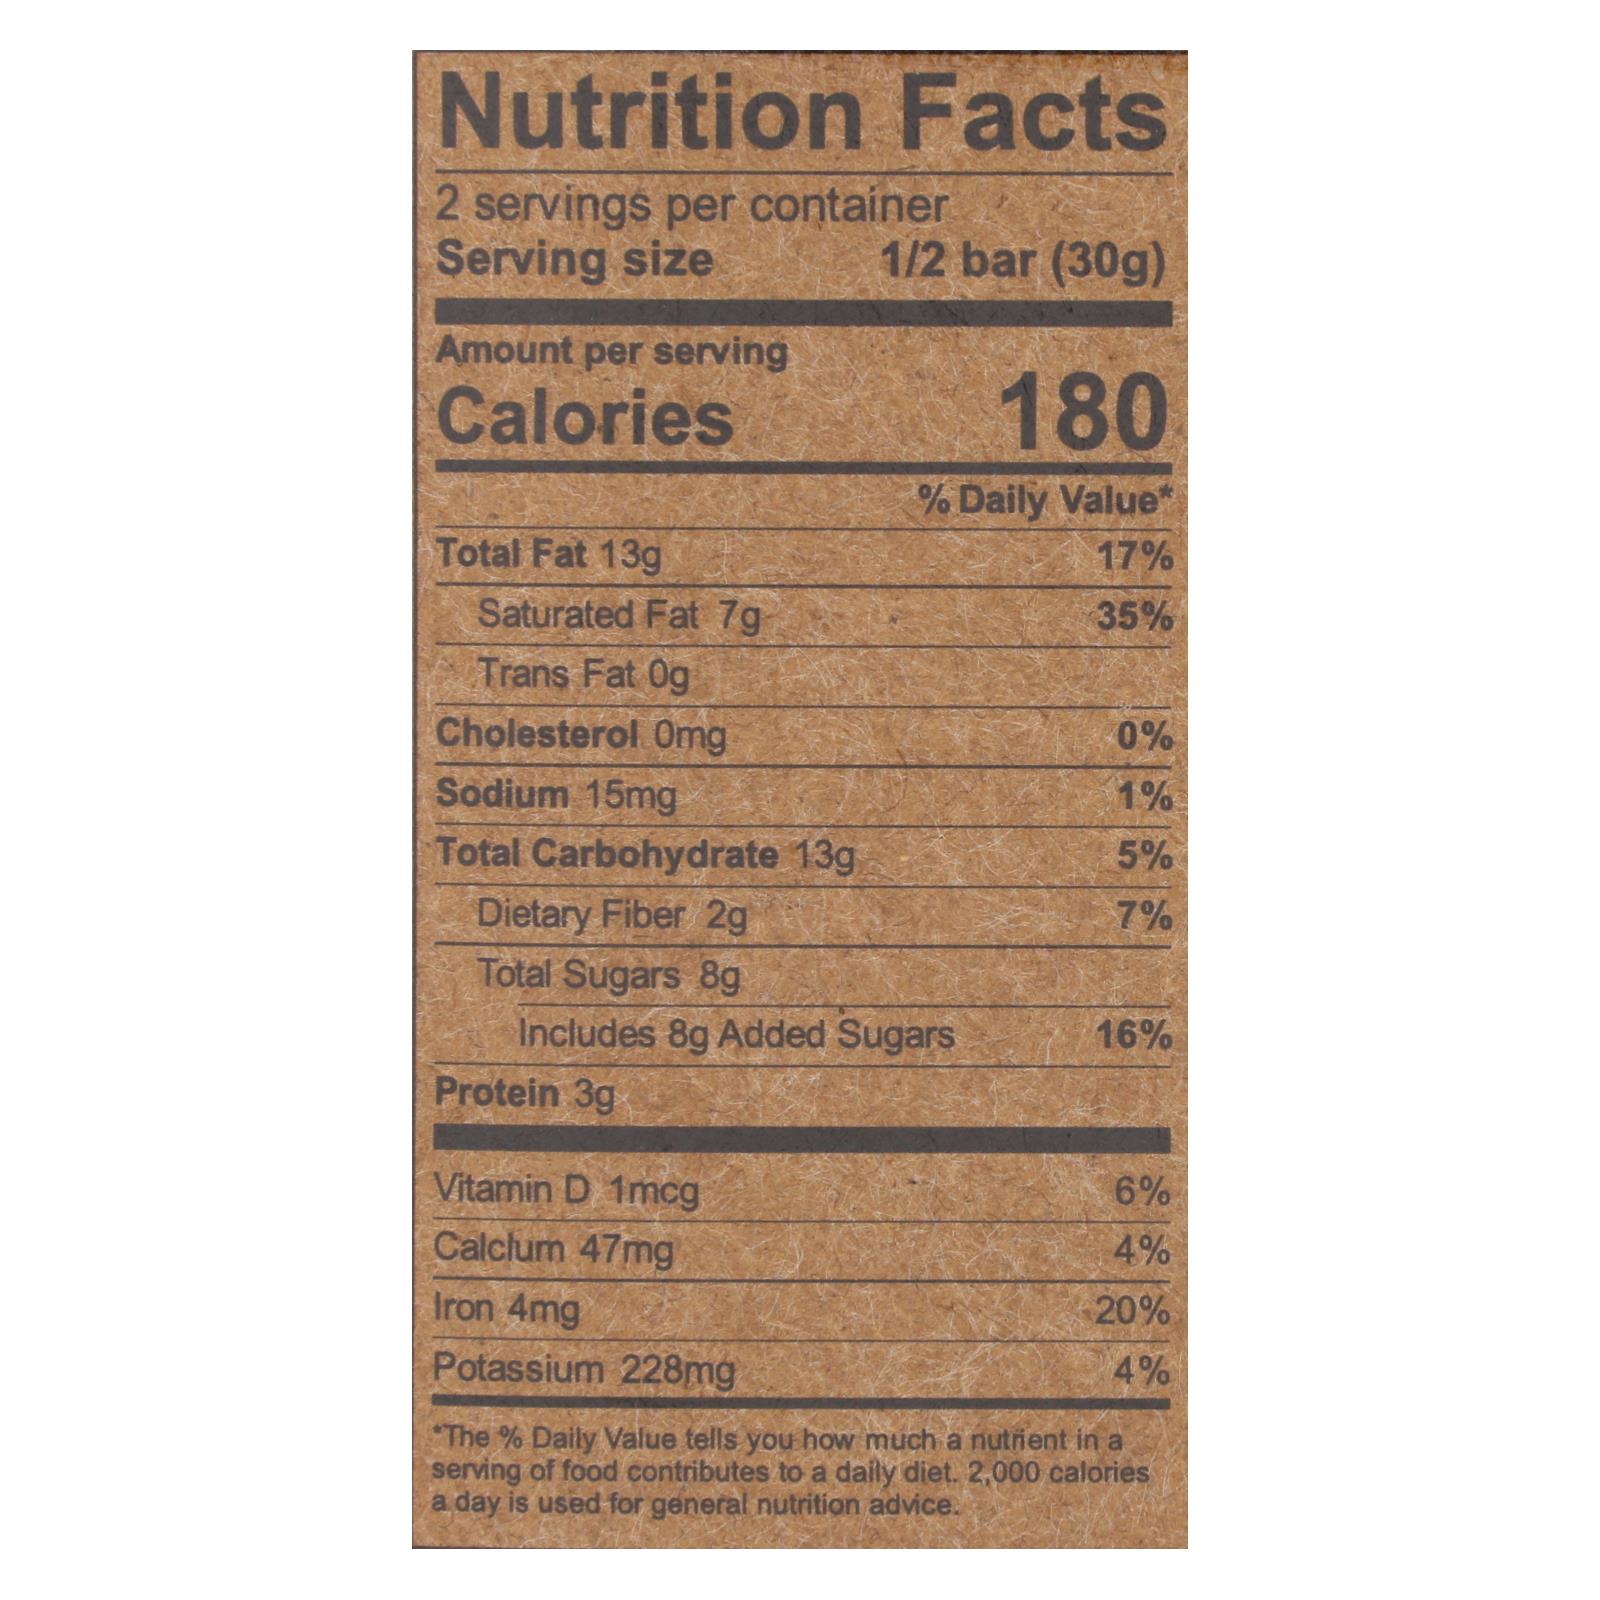 Nutrition Facts
2 servings per container
Serving size 1/2 bar (30g)
Amount per serving
Calories 180
% Daily Value*
Total Fat 13g 17%
Saturated Fat 7g 35%
Trans Fat 0g
Cholesterol 0mg 0%
Sodium 15mg 1%
Total Carbohydrate 13g 5%
Dietary Fiber 2g 7%
Total Sugars 8g
Includes 8g Added Sugars 16%
Protein 3g
Vitamin D 1mcg 6%
Calcium 47mg 4%
Iron 4mg 20%
Potassium 228mg 4%
*The % Daily Value tells you how much a nutrient in a
serving of food contributes to a daily diet. 2,000 calories
a day is used for general nutrition advice.